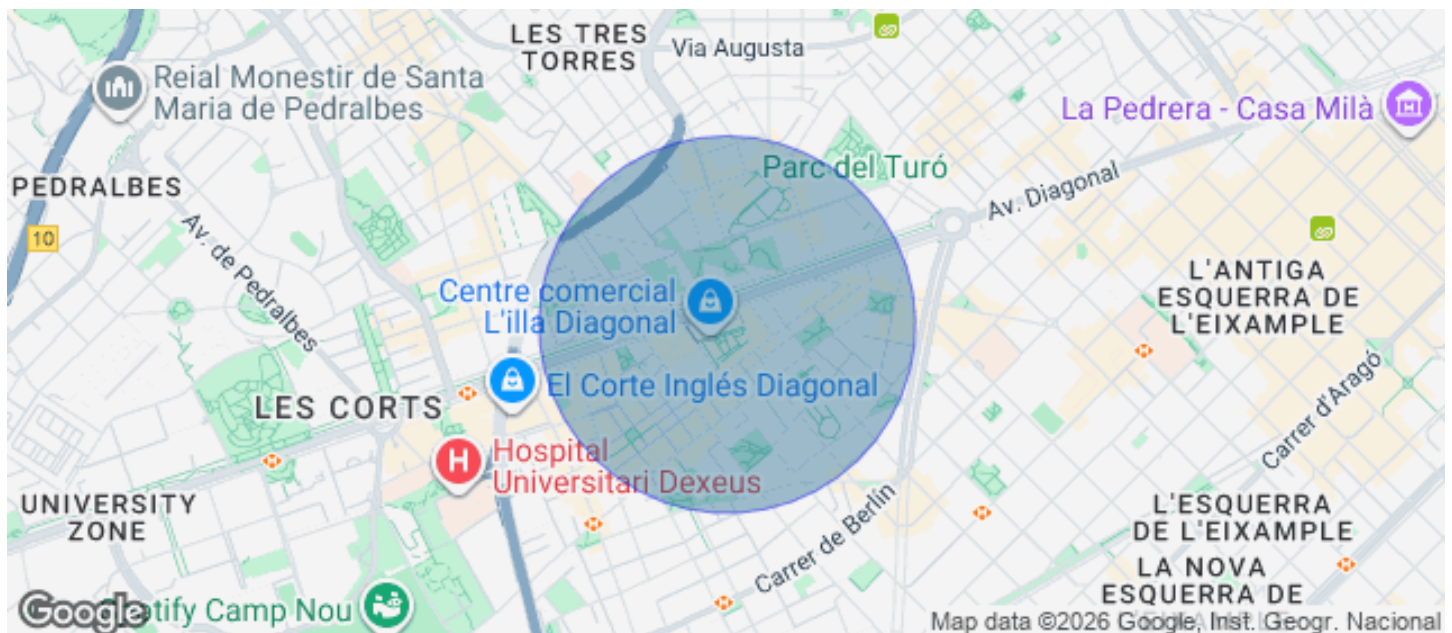 LES TRES
TORRES
Via Augusta
Reial Monestir de Santa
Maria de Pedralbes
La Pedrera - Casa Milà
Parc del Turó
PEDRALBES
Av. Diagonal
10
Av. de Pedralbes
L'ANTIGA
ESQUERRA DE
L'EIXAMPLE
Centre comercial
L'illa Diagonal
El Corte Inglés Diagonal
LES CORTS
Carrer d'Aragó
H
Hospital
Universitari Dexeus
UNIVERSITY
ZONE
Carrer de Berlín
L'ESQUERRA
DE L'EIXAMPLE
LA NOVA
ESQUERRA DE
Google
Camp Nou
Map data ©2026 Google, Inst. Geogr. Nacional